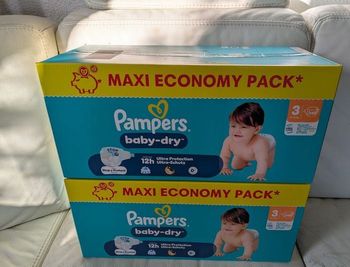 MAXI ECONOMY PACK*
Pampers
baby-dry™
12h Ultra Protection
Ultra-Schutz
3
MAXI ECONOMY PACK*
Pampers
baby-dry
12h Ultra Protection
Ultra-Schutz
3